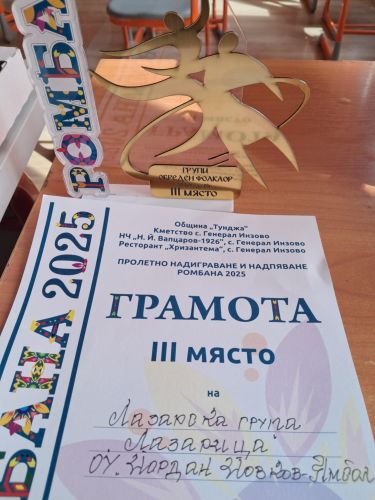 РОМБА
ГРУПИ
ОБРЕДЕН ФОЛКЛОР
III МЯСТО
БАНА 2025
Община „Тунджа"
Кметство с. Генерал Инзово
НЧ „Н. Й. Вапцаров-1926", с. Генерал Инзово
Ресторант „Хризантема", с. Генерал Инзово
ПРОЛЕТНО НАДИГРАВАНЕ И НАДПЯВАНЕ
РОМБАНА 2025
ГРАМОТА
III МЯСТО
на
Лазарска група
„Лазарица"
ОУ. Йордан Йовков-Ямбол